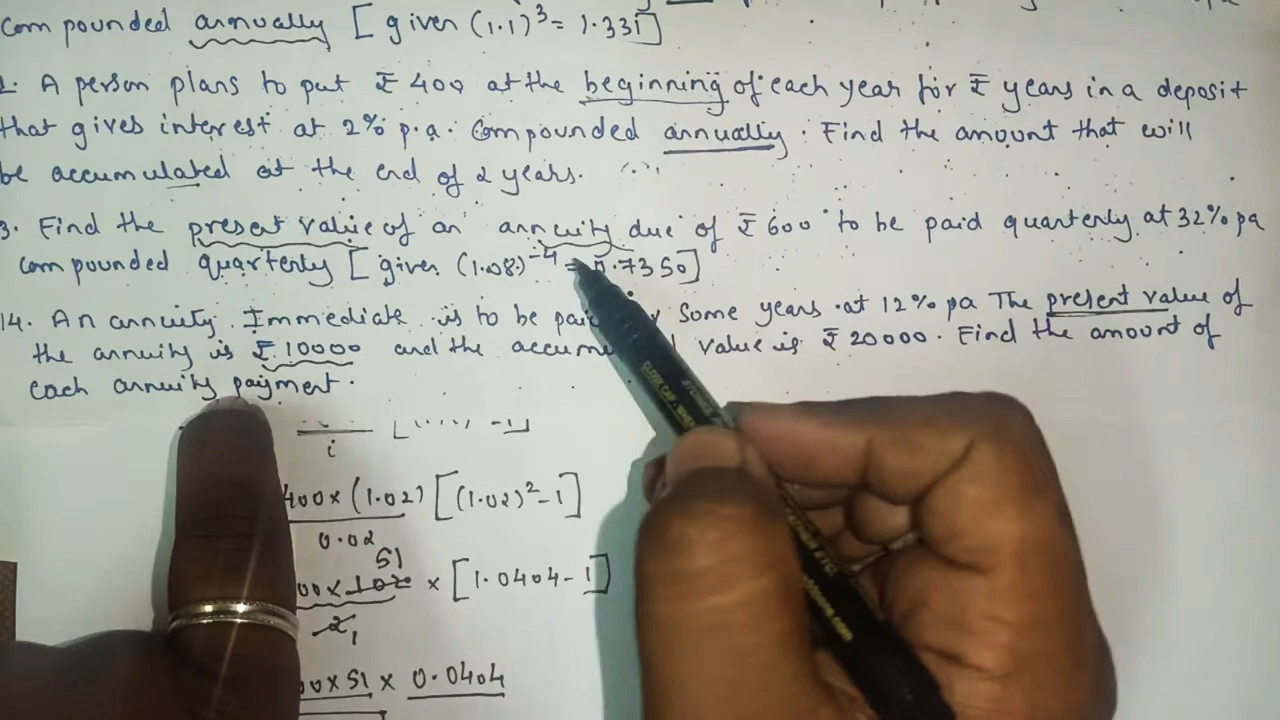 compounded annually [given (1.1)³ = 1.331]
2. A person plans to put ₹ 400 at the beginning of each year for ₹ years in a deposit
that gives interest at 2% p.a. Compounded annually. Find the amount that will
be accumulated at the end of 2 years.
3. Find the present value of an annuity due of ₹ 600 to be paid quarterly at 32% pa
compounded quarterly [given (1.08)⁻⁴ = 0.7350]
14. An annuity Immediate is to be paid some years at 12% pa The present value of
the annuity is ₹ 10000 and the value is ₹ 20000. Find the amount of
each annuity payment.
i
400 × (1.02) [(1.02)² - 1]
0.02
51
00 × 102 × [1.0404 - 1]
2 1
00 × 51 × 0.0404